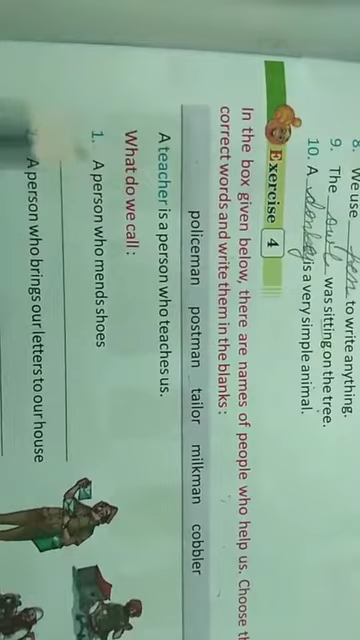 8. We use pen to write anything.
9. The owl was sitting on the tree.
10. A donkey is a very simple animal.
Exercise 4
In the box given below, there are names of people who help us. Choose
correct words and write them in the blanks:
policeman postman tailor milkman cobbler
A teacher is a person who teaches us.
What do we call:
1. A person who mends shoes
A person who brings our letters to our house